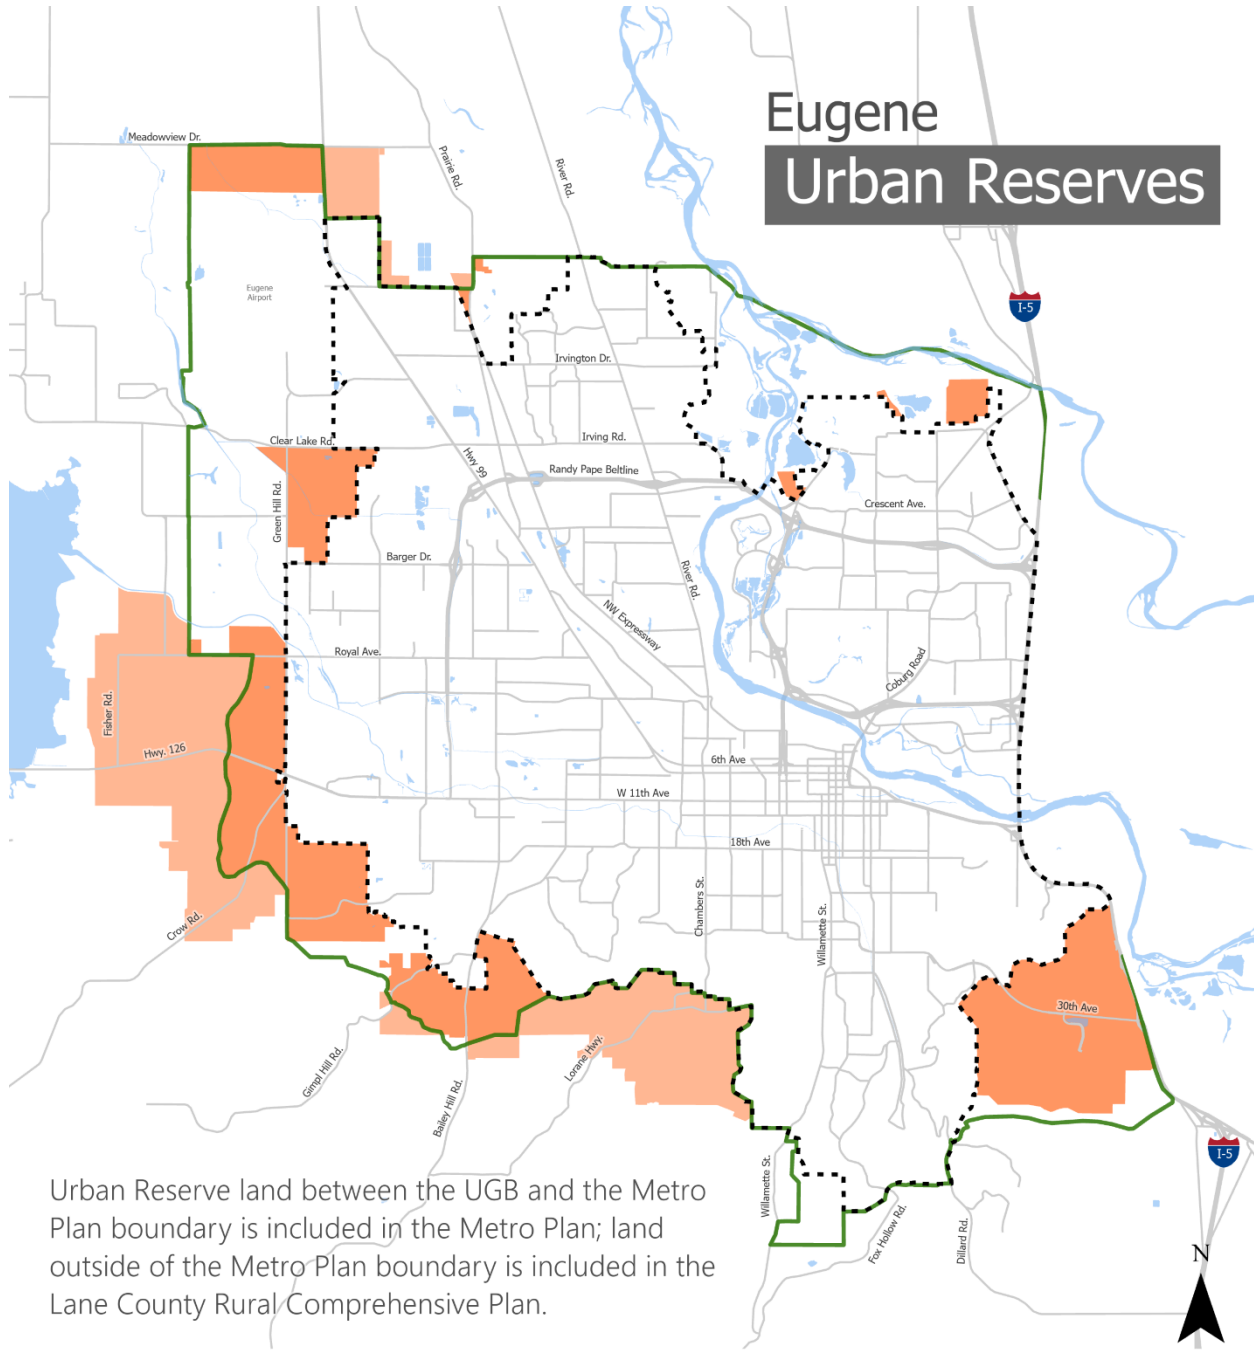 Eugene
Urban Reserves
Meadowview Dr.
Prairie Rd.
River Rd.
Eugene
Airport
I-5
Irvington Dr.
Clear Lake Rd.
Irving Rd.
Hwy 99
Randy Pape Beltline
Green Hill Rd.
Crescent Ave.
Barger Dr.
River Rd.
NW Expressway
Royal Ave.
Coburg Road
Fisher Rd.
Hwy. 126
6th Ave
W 11th Ave
18th Ave
Chambers St.
Willamette St.
Crow Rd.
30th Ave
Gimpl Hill Rd.
Lorane Hwy.
Bailey Hill Rd.
Willamette St.
Fox Hollow Rd.
Dillard Rd.
I-5
Urban Reserve land between the UGB and the Metro
Plan boundary is included in the Metro Plan; land
outside of the Metro Plan boundary is included in the
Lane County Rural Comprehensive Plan.
N